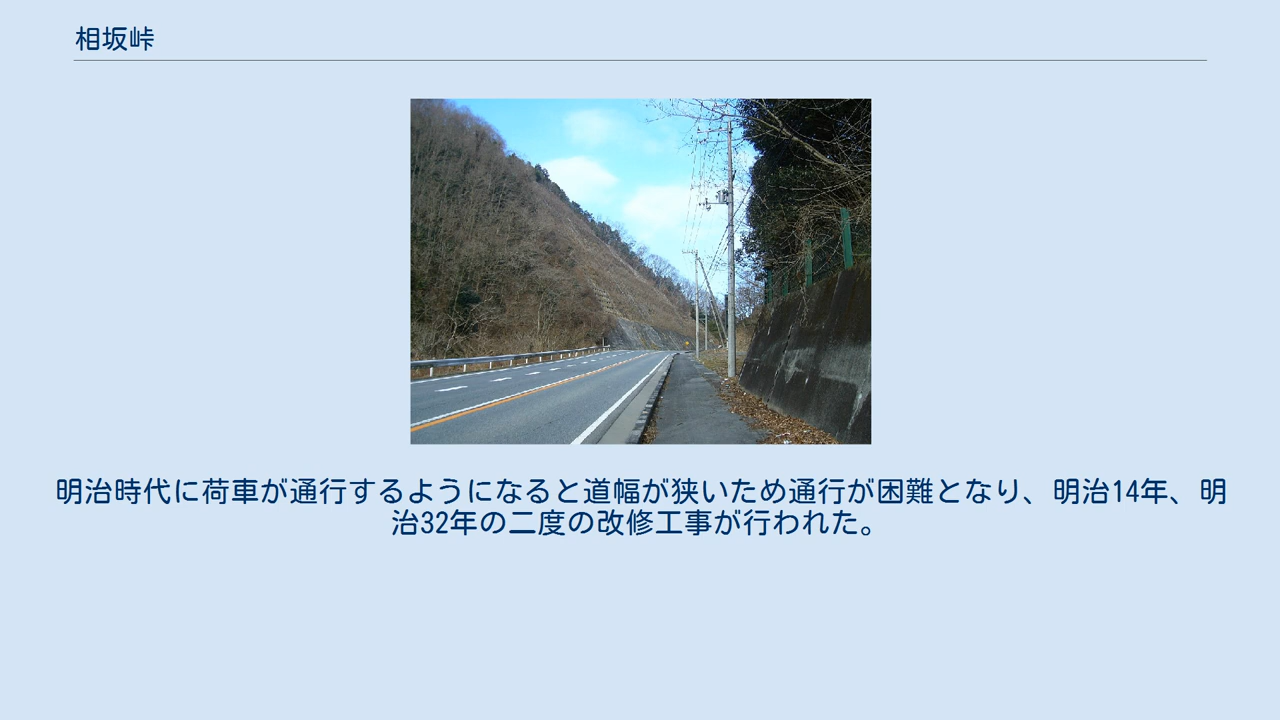 相坂峠
明治時代に荷車が通行するようになると道幅が狭いため通行が困難となり、明治14年、明
治32年の二度の改修工事が行われた。